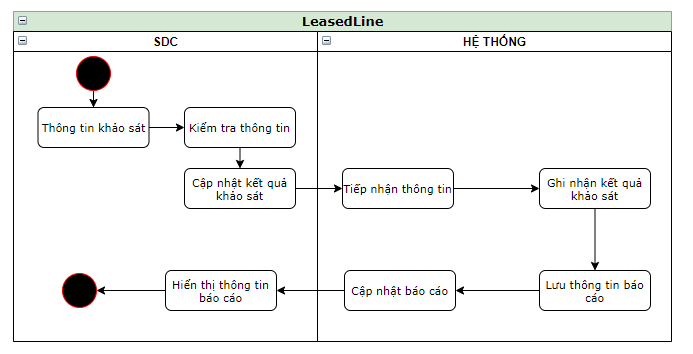 LeasedLine
SDC
HỆ THỐNG
Thông tin khảo sát
Kiểm tra thông tin
Cập nhật kết quả
khảo sát
Tiếp nhận thông tin
Ghi nhận kết quả
khảo sát
Hiển thị thông tin
báo cáo
Cập nhật báo cáo
Lưu thông tin báo
cáo